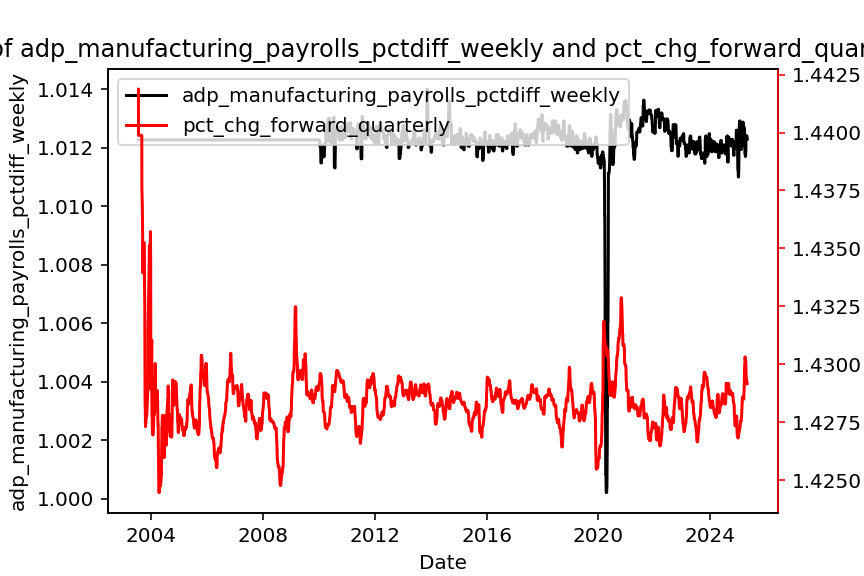 of adp_manufacturing_payrolls_pctdiff_weekly and pct_chg_forward_quar
adp_manufacturing_payrolls_pctdiff_weekly
pct_chg_forward_quarterly
adp_manufacturing_payrolls_pctdiff_weekly
1.014
1.012
1.010
1.008
1.006
1.004
1.002
1.000
1.4425
1.4400
1.4375
1.4350
1.4325
1.4300
1.4275
1.4250
2004 2008 2012 2016 2020 2024
Date